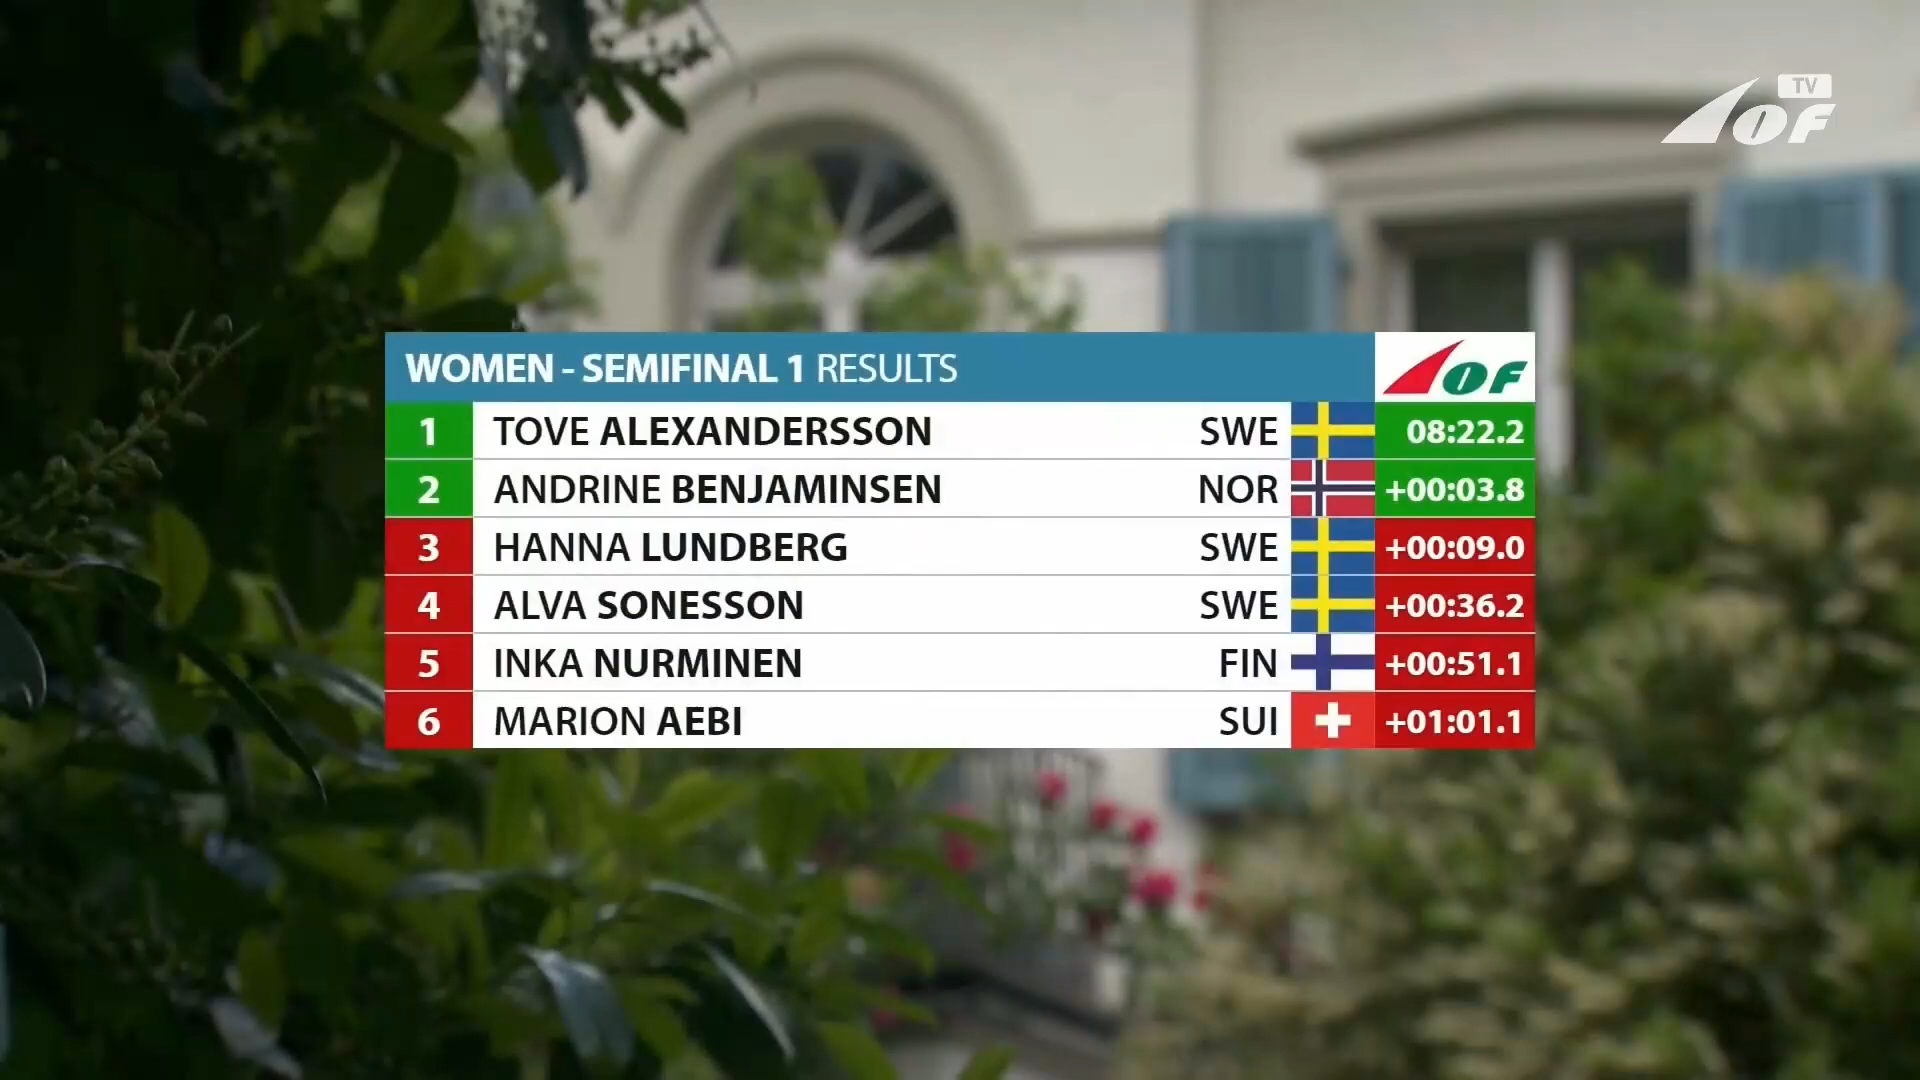 TV
IOF
WOMEN - SEMIFINAL 1 RESULTS
IOF
1 TOVE ALEXANDERSSON SWE 08:22.2
2 ANDRINE BENJAMINSEN NOR +00:03.8
3 HANNA LUNDBERG SWE +00:09.0
4 ALVA SONESSON SWE +00:36.2
5 INKA NURMINEN FIN +00:51.1
6 MARION AEBI SUI +01:01.1